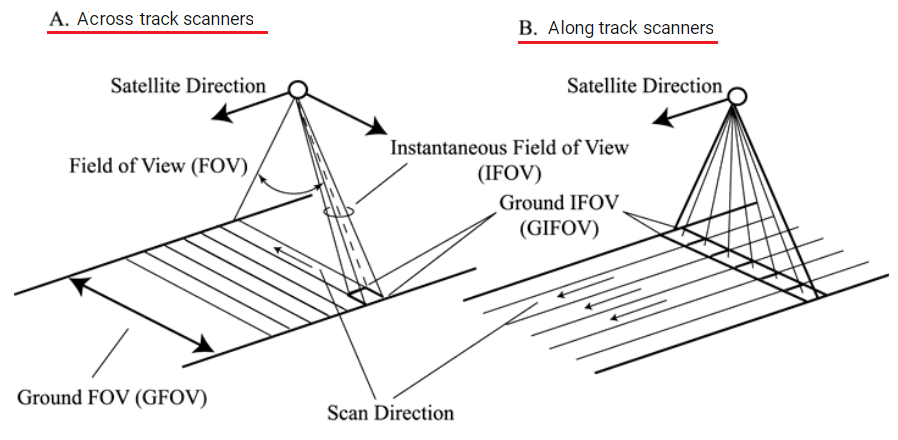 A. Across track scanners
B. Along track scanners
Satellite Direction
Satellite Direction
Instantaneous Field of View
(IFOV)
Field of View (FOV)
Ground IFOV
(GIFOV)
Ground FOV (GFOV)
Scan Direction